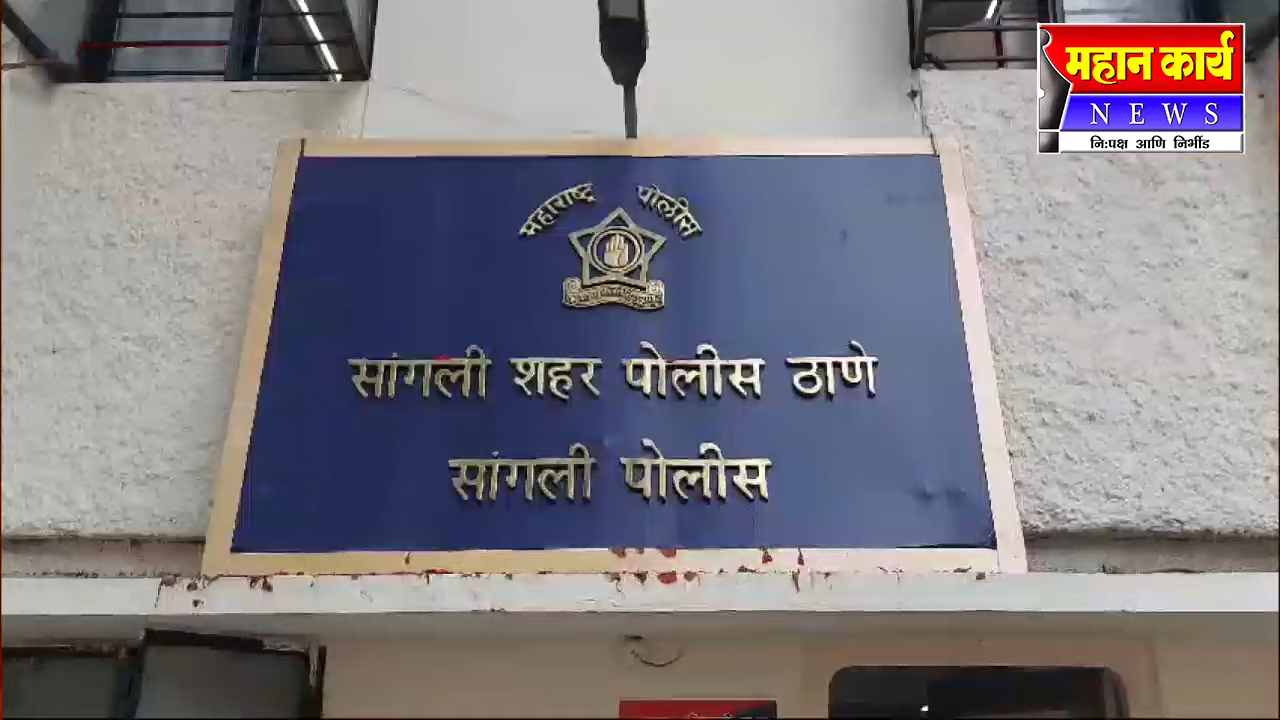 महान कार्य
NEWS
नि:पक्ष आणि निर्भीड
महाराष्ट्र पोलीस
सांगली शहर पोलीस ठाणे
सांगली पोलीस